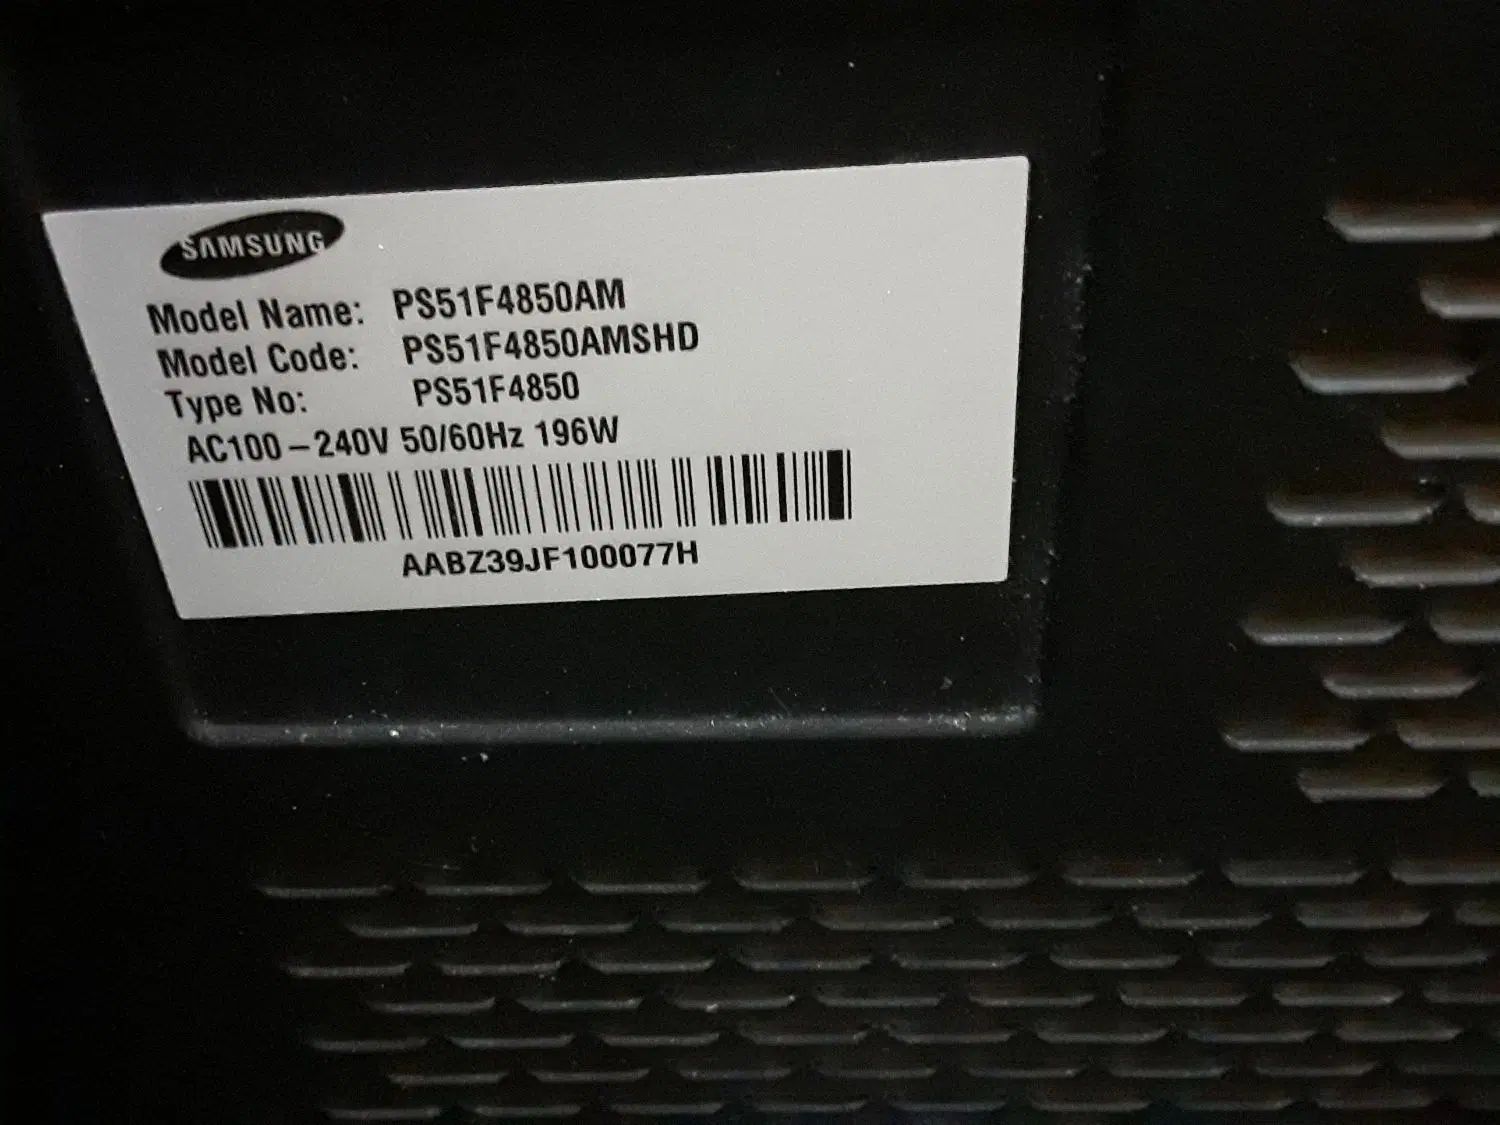 SAMSUNG
Model Name: PS51F4850AM
Model Code: PS51F4850AMSHD
Type No: PS51F4850
AC100-240V 50/60Hz 196W
AABZ39JF100077H